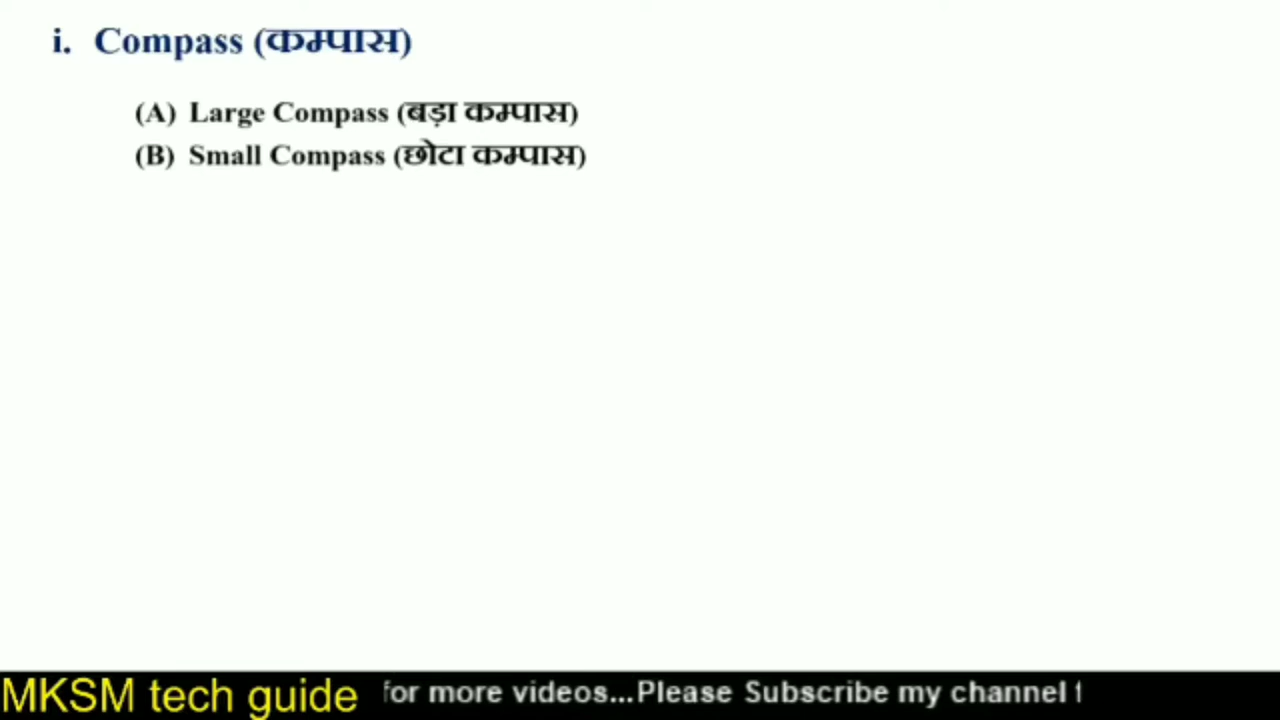 i. Compass (कम्पास)
(A) Large Compass (बड़ा कम्पास)
(B) Small Compass (छोटा कम्पास)
MKSM tech guide for more videos...Please Subscribe my channel